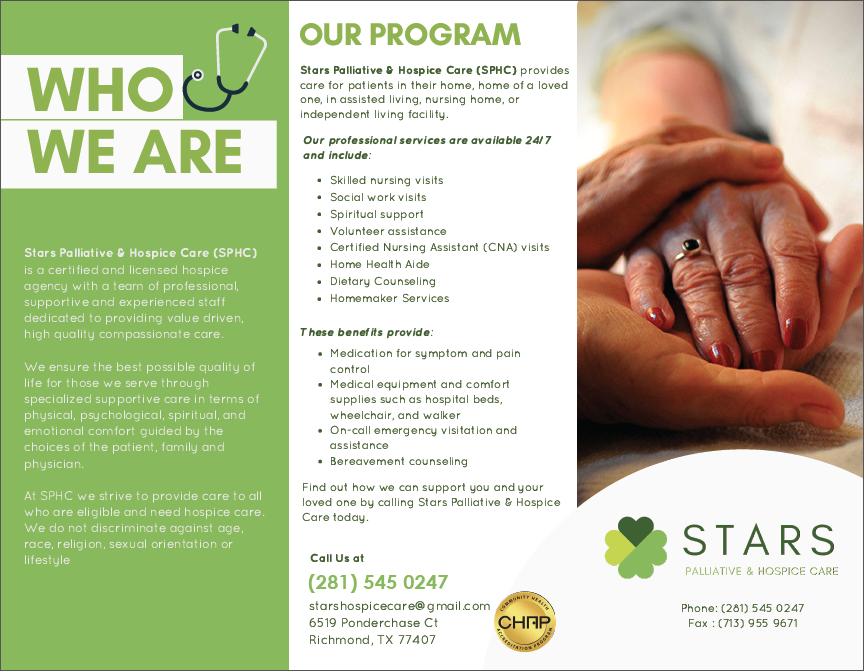 WHO
WE ARE
Stars Palliative & Hospice Care (SPHC)
is a certified and licensed hospice
agency with a team of professional,
supportive and experienced staff
dedicated to providing value driven,
high quality compassionate care.
We ensure the best possible quality of
life for those we serve through
specialized supportive care in terms of
physical, psychological, spiritual, and
emotional comfort guided by the
choices of the patient, family and
physician.
At SPHC we strive to provide care to all
who are eligible and need hospice care.
We do not discriminate against age,
race, religion, sexual orientation or
lifestyle
OUR PROGRAM
Stars Palliative & Hospice Care (SPHC) provides
care for patients in their home, home of a loved
one, in assisted living, nursing home, or
independent living facility.
Our professional services are available 24/7
and include:
• Skilled nursing visits
• Social work visits
• Spiritual support
• Volunteer assistance
• Certified Nursing Assistant (CNA) visits
• Home Health Aide
• Dietary Counseling
• Homemaker Services
These benefits provide:
• Medication for symptom and pain
control
• Medical equipment and comfort
supplies such as hospital beds,
wheelchair, and walker
• On-call emergency visitation and
assistance
• Bereavement counseling
Find out how we can support you and your
loved one by calling Stars Palliative & Hospice
Care today.
Call Us at
(281) 545 0247
starshospicecare@gmail.com
6519 Ponderchase Ct
Richmond, TX 77407
COMMUNITY HEALTH
CHAP
ACCREDITATION PROGRAM
STARS
PALLIATIVE & HOSPICE CARE
Phone: (281) 545 0247
Fax : (713) 955 9671